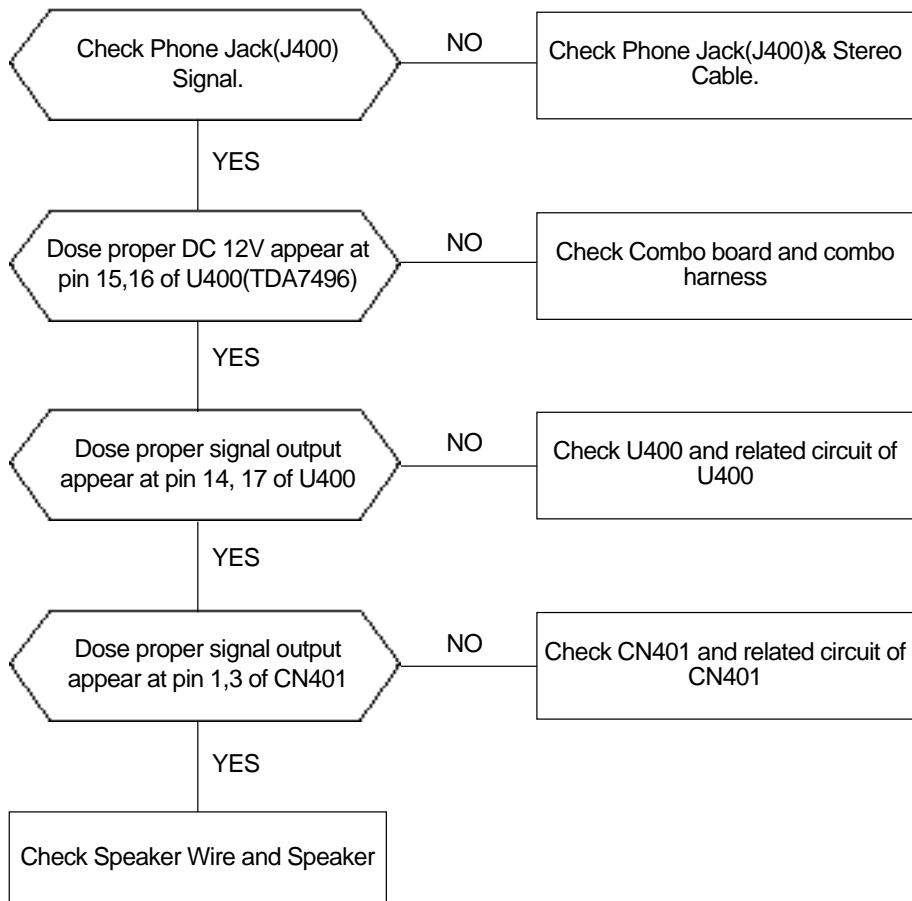 Check Phone Jack(J400)
Signal.
NO
Check Phone Jack(J400)& Stereo
Cable.
YES
Dose proper DC 12V appear at
pin 15,16 of U400(TDA7496)
NO
Check Combo board and combo
harness
YES
Dose proper signal output
appear at pin 14, 17 of U400
NO
Check U400 and related circuit of
U400
YES
Dose proper signal output
appear at pin 1,3 of CN401
NO
Check CN401 and related circuit of
CN401
YES
Check Speaker Wire and Speaker